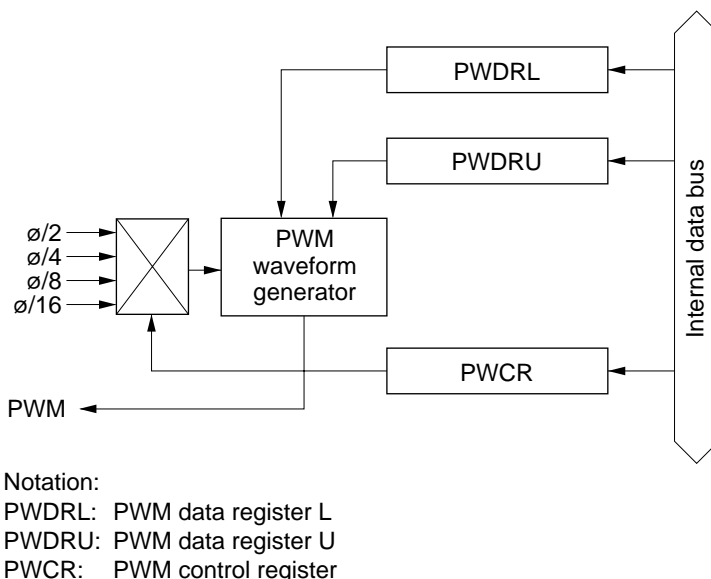 PWDRL
PWDRU
Internal data bus
ø/2
ø/4
ø/8
ø/16
PWM
waveform
generator
PWCR
PWM
Notation:
PWDRL: PWM data register L
PWDRU: PWM data register U
PWCR: PWM control register